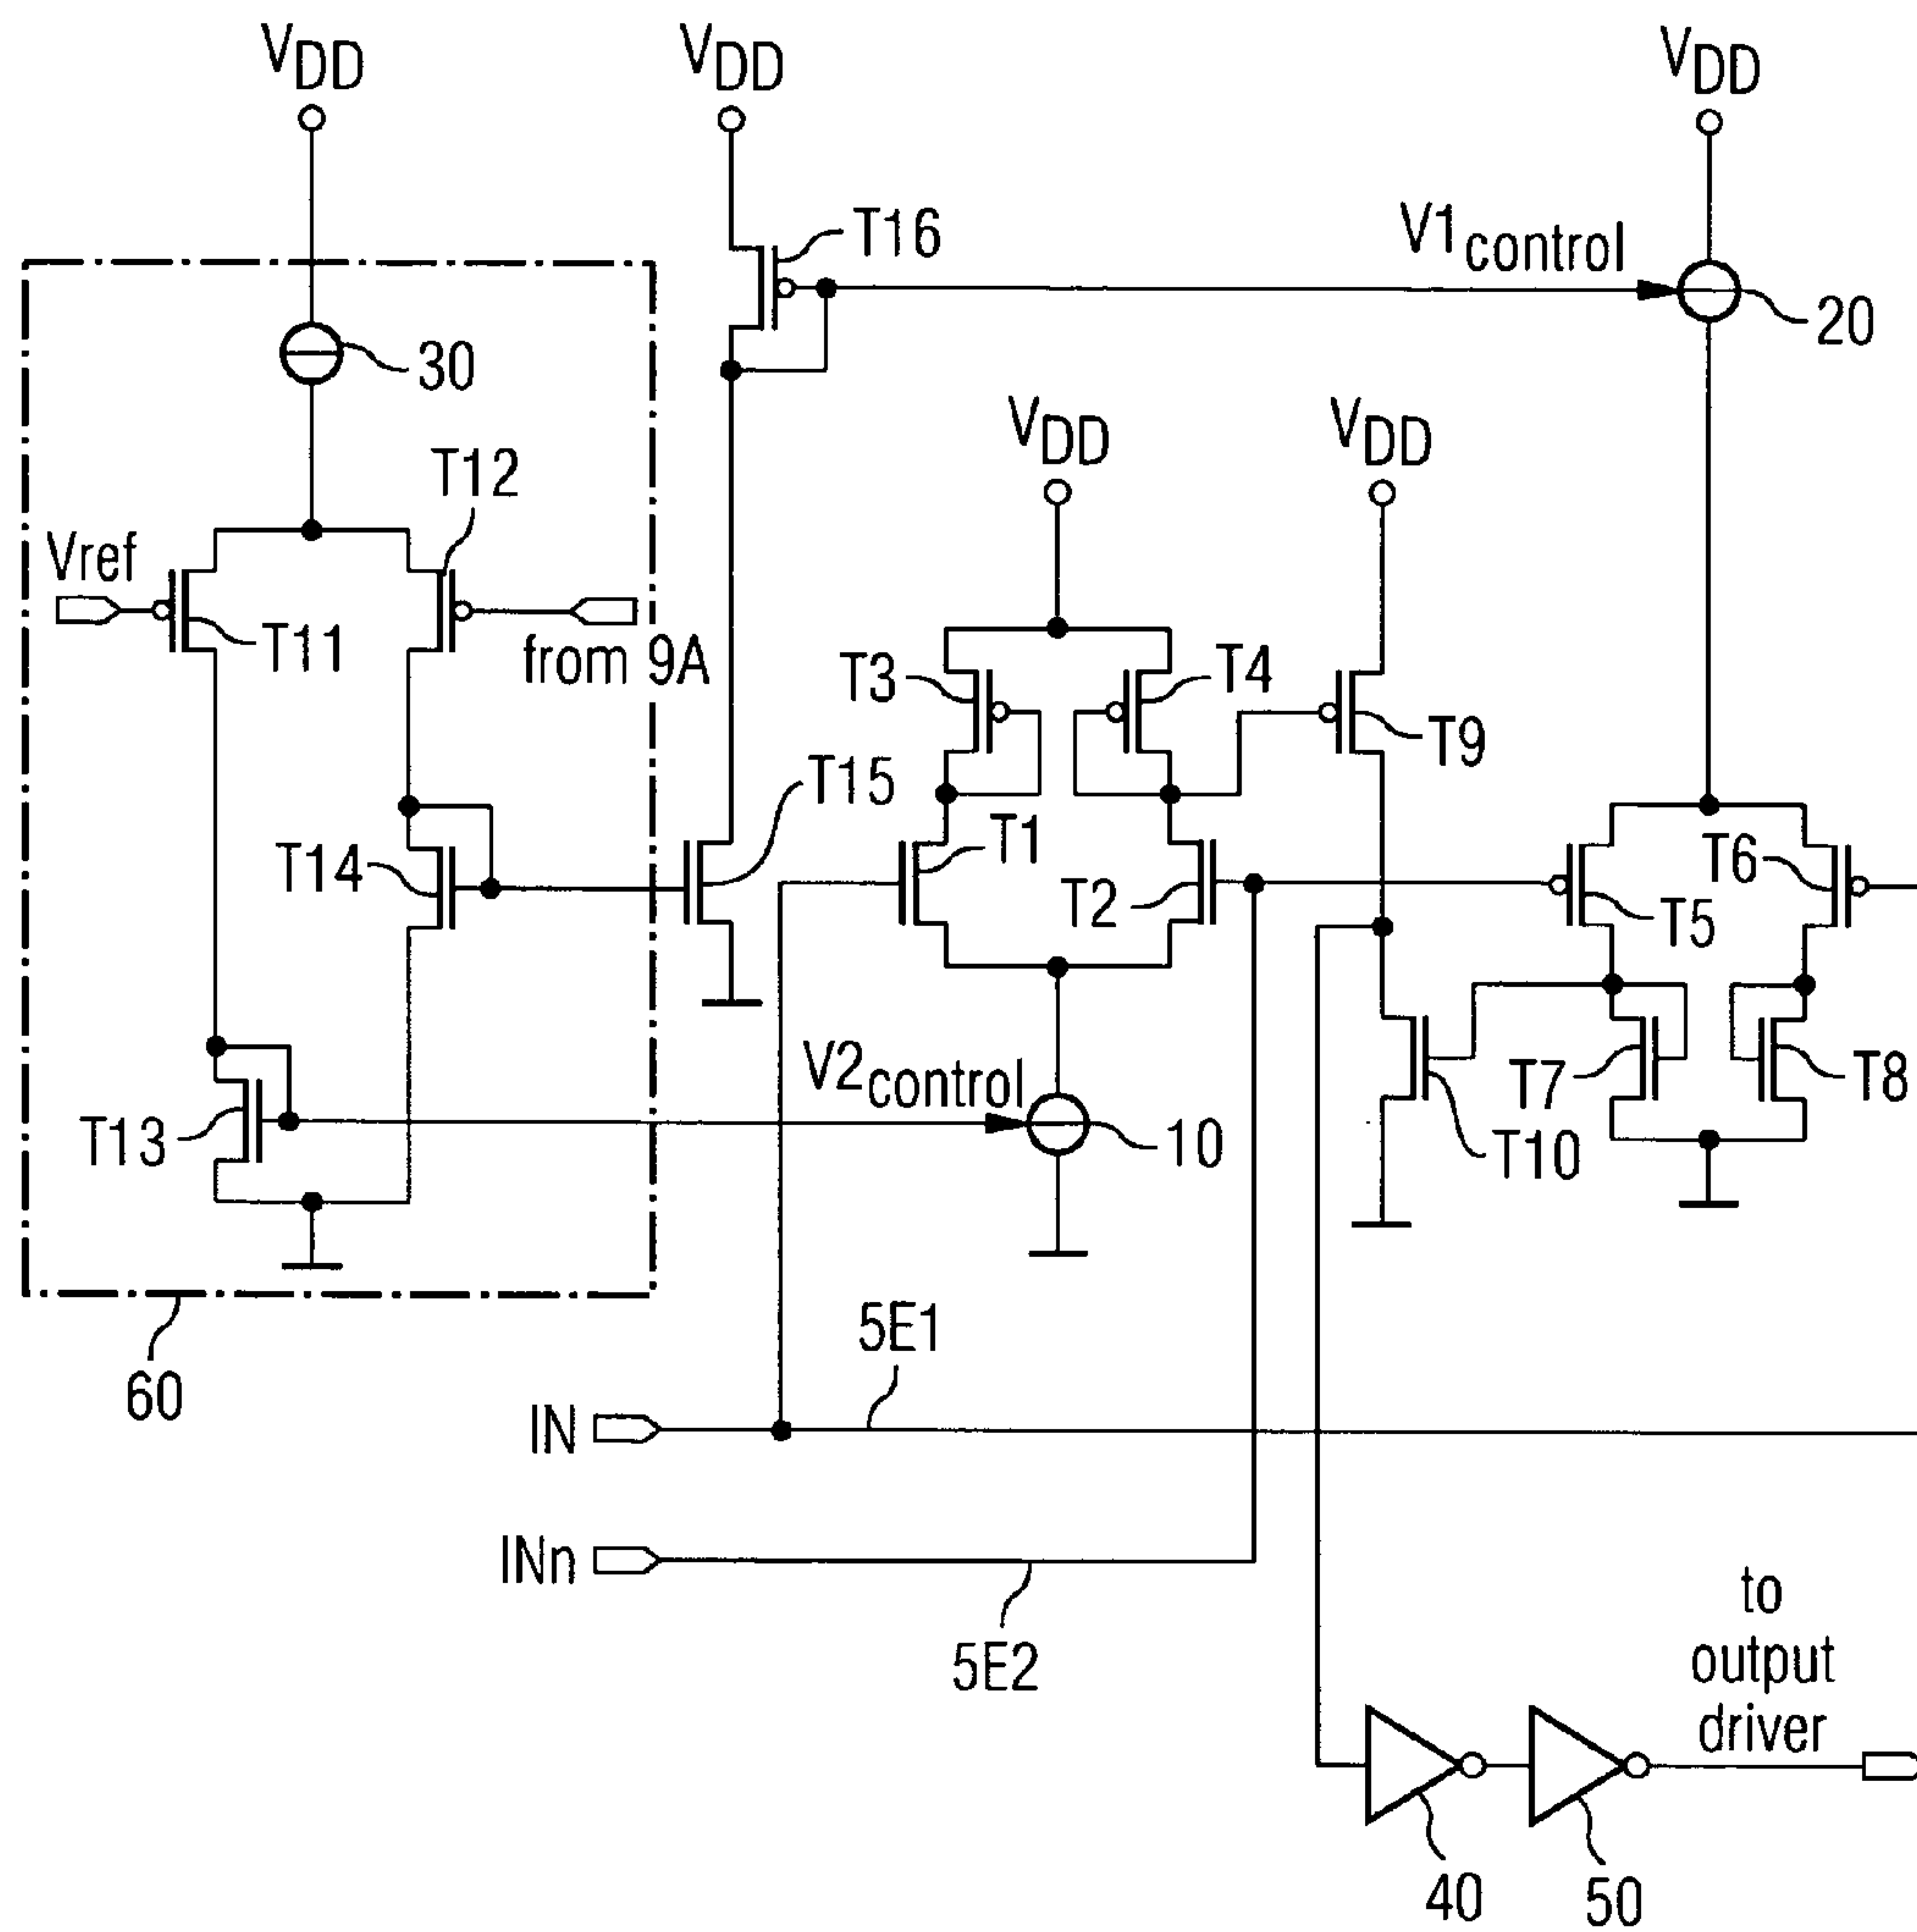 VDD
VDD
VDD
T16
V1control
20
30
VDD
VDD
T12
Vref
T11
from 9A
T3
T4
T9
T15
T1
T6
T14
T2
T5
V2control
T7
T8
T13
10
T10
5E1
60
IN
INn
5E2
to
output
driver
40
50